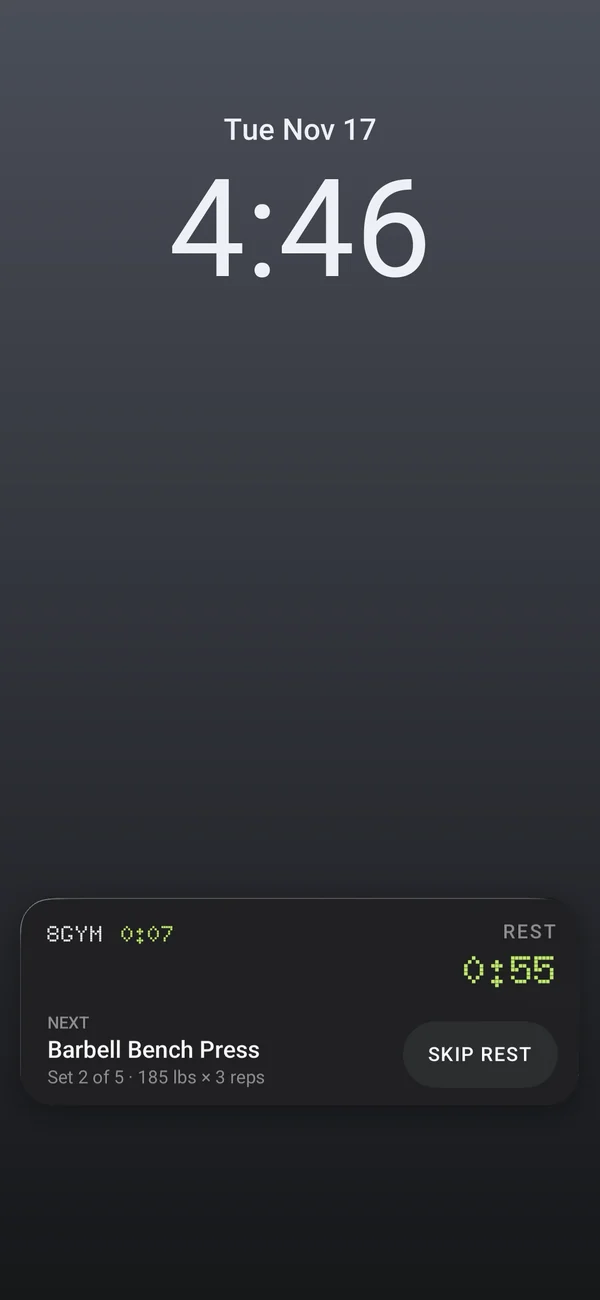 Tue Nov 17
4:46
8GYM 0:07
REST
0:55
NEXT
Barbell Bench Press
Set 2 of 5 · 185 lbs × 3 reps
SKIP REST